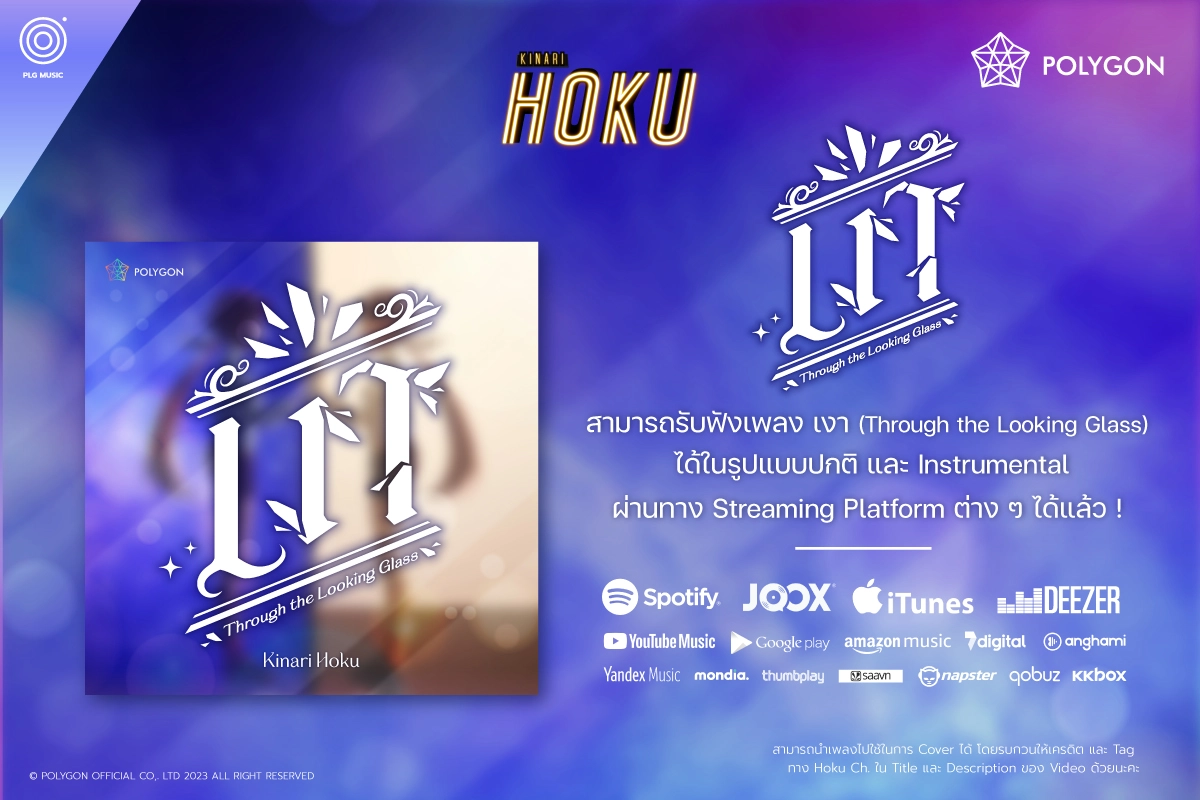 PLG MUSIC
KINARI
HOKU
POLYGON
เงา
Through the Looking Glass
POLYGON
เงา
Through the Looking Glass
Kinari Hoku
สามารถรับฟังเพลง เงา (Through the Looking Glass)
ได้ในรูปแบบปกติ และ Instrumental
ผ่านทาง Streaming Platform ต่าง ๆ ได้แล้ว !
Spotify JOOX iTunes DEEZER
YouTube Music Google play amazon music 7digital anghami
Yandex Music mondia. thumbplay saavn napster qobuz KKBOX
สามารถนำเพลงไปใช้ในการ Cover ได้ โดยรบกวนให้เครดิต และ Tag
ทาง Hoku Ch. ใน Title และ Description ของ Video ด้วยนะคะ
© POLYGON OFFICIAL CO,. LTD 2023 ALL RIGHT RESERVED